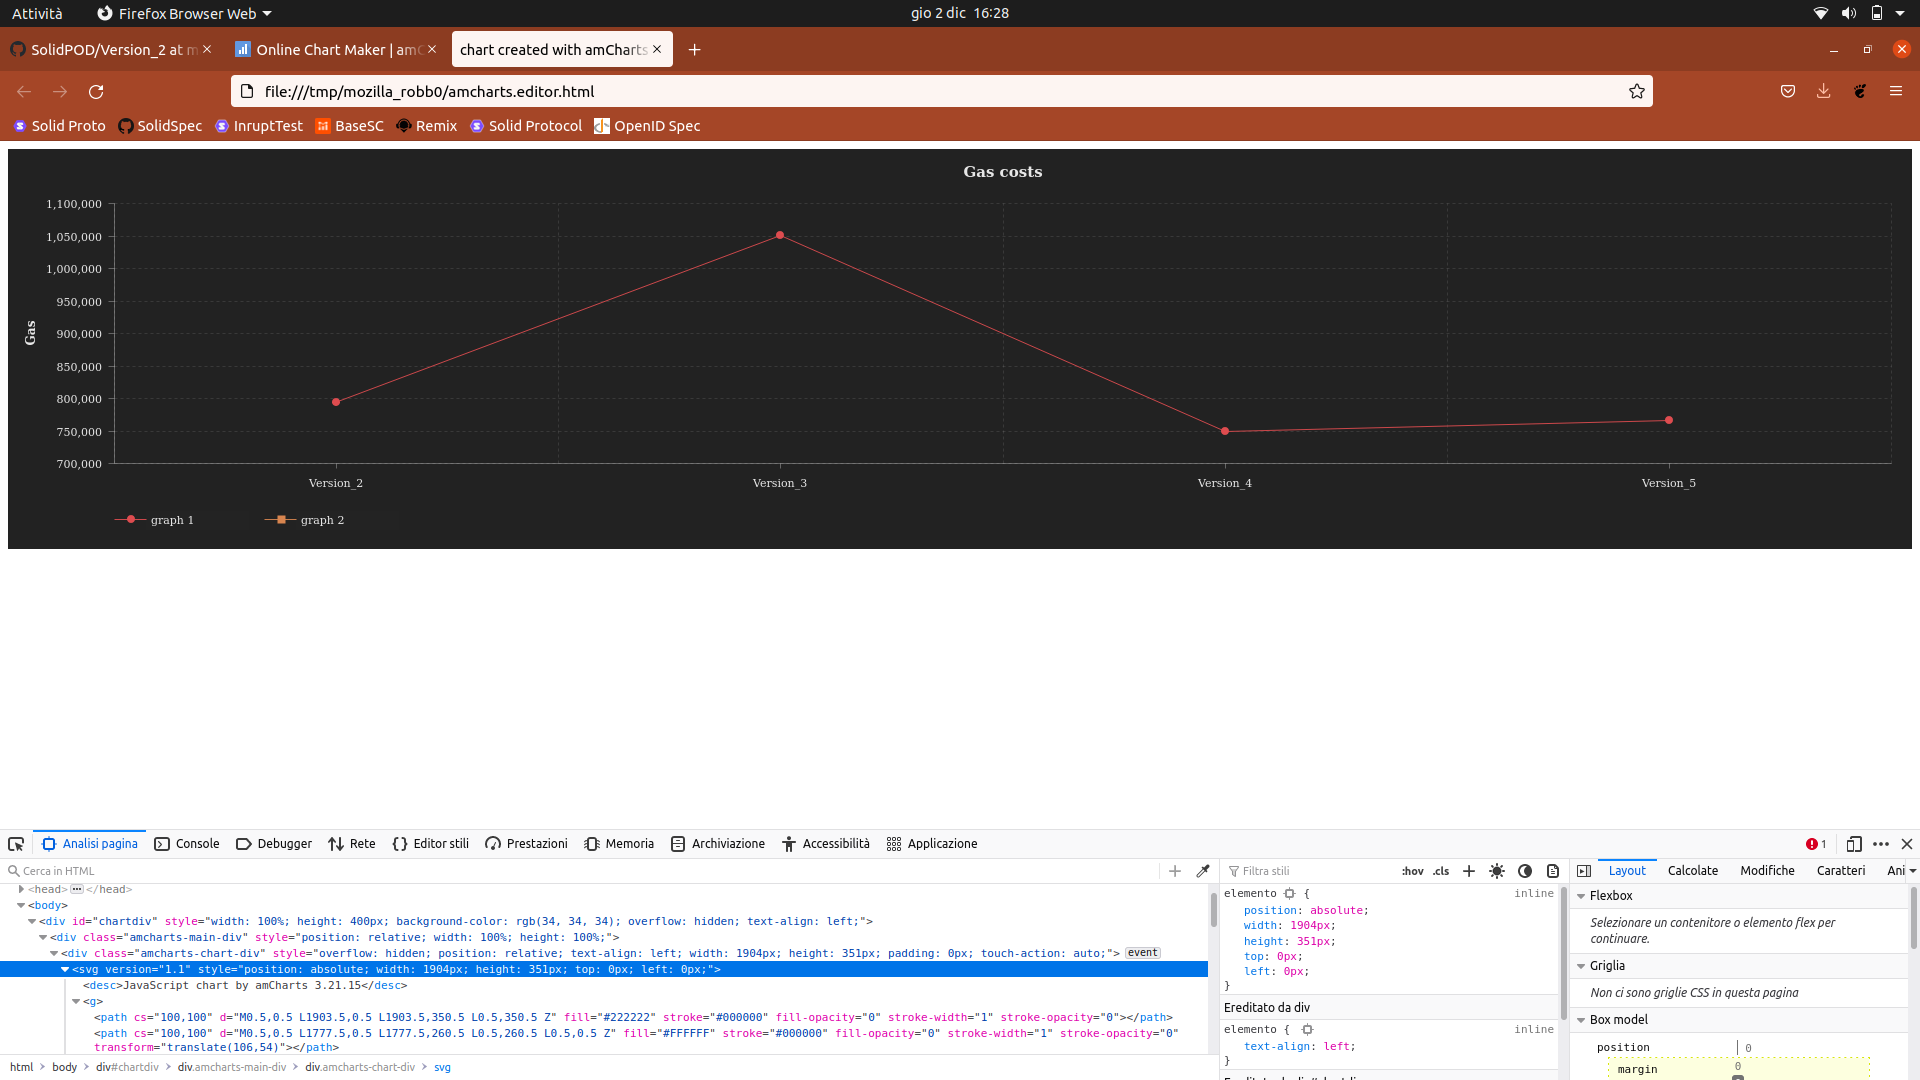 Attività Firefox Browser Web gio 2 dic 16:28
SolidPOD/Version_2 at m Online Chart Maker | amC chart created with amCharts
file:///tmp/mozilla_robb0/amcharts.editor.html
Solid Proto SolidSpec InruptTest BaseSC Remix Solid Protocol OpenID Spec
Gas costs
1,100,000
1,050,000
1,000,000
950,000
900,000
850,000
800,000
750,000
700,000
Gas
Version_2 Version_3 Version_4 Version_5
graph 1 graph 2
Analisi pagina Console Debugger Rete Editor stili Prestazioni Memoria Archiviazione Accessibilità Applicazione 1
Cerca in HTML
<head> ••• </head>
<body>
<div id="chartdiv" style="width: 100%; height: 400px; background-color: rgb(34, 34, 34); overflow: hidden; text-align: left;">
<div class="amcharts-main-div" style="position: relative; width: 100%; height: 100%;">
<div class="amcharts-chart-div" style="overflow: hidden; position: relative; text-align: left; width: 1904px; height: 351px; padding: 0px; touch-action: auto;"> event
<svg version="1.1" style="position: absolute; width: 1904px; height: 351px; top: 0px; left: 0px;">
<desc>JavaScript chart by amCharts 3.21.15</desc>
<g>
<path cs="100,100" d="M0.5,0.5 L1903.5,0.5 L1903.5,350.5 L0.5,350.5 Z" fill="#222222" stroke="#000000" fill-opacity="0" stroke-width="1" stroke-opacity="0"></path>
<path cs="100,100" d="M0.5,0.5 L1777.5,0.5 L1777.5,260.5 L0.5,260.5 L0.5,0.5 Z" fill="#FFFFFF" stroke="#000000" fill-opacity="0" stroke-width="1" stroke-opacity="0"
transform="translate(106,54)"></path>
html body div#chartdiv div.amcharts-main-div div.amcharts-chart-div svg
Filtra stili :hov .cls
elemento { inline
position: absolute;
width: 1904px;
height: 351px;
top: 0px;
left: 0px;
}
Ereditato da div
elemento { inline
text-align: left;
}
Layout Calcolate Modifiche Caratteri Ani
Flexbox
Selezionare un contenitore o elemento flex per
continuare.
Griglia
Non ci sono griglie CSS in questa pagina
Box model
position 0
margin 0